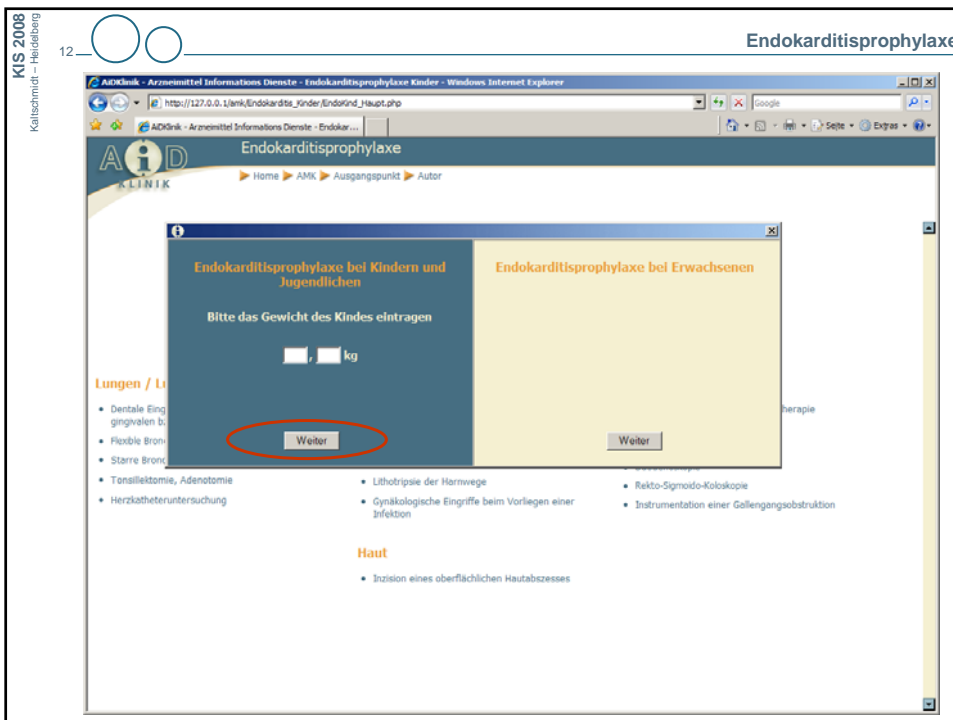 KIS 2008
Kaltschmidt – Heidelberg
12
Endokarditisprophylaxe
AiDKlinik - Arzneimittel Informations Dienste - Endokarditisprophylaxe Kinder - Windows Internet Explorer
http://127.0.0.1/amk/Endokarditis_Kinder/EndoKind_Haupt.php
Google
AiDKlinik - Arzneimittel Informations Dienste - Endokar...
Seite
Extras
AiD
KLINIK
Endokarditisprophylaxe
Home AMK Ausgangspunkt Autor
Endokarditisprophylaxe bei Kindern und
Jugendlichen
Bitte das Gewicht des Kindes eintragen
, kg
Weiter
Endokarditisprophylaxe bei Erwachsenen
Weiter
Lungen /
• Dentale
gingivalen
• Flexible
• Starre
• Tonsillektomie, Adenotomie
• Herzkatheteruntersuchung
• Lithotripsie der Harnwege
• Gynäkologische Eingriffe beim Vorliegen einer
Infektion
Haut
• Inzision eines oberflächlichen Hautabszesses
• Rekto-Sigmoido-Koloskopie
• Instrumentation einer Gallengangsobstruktion